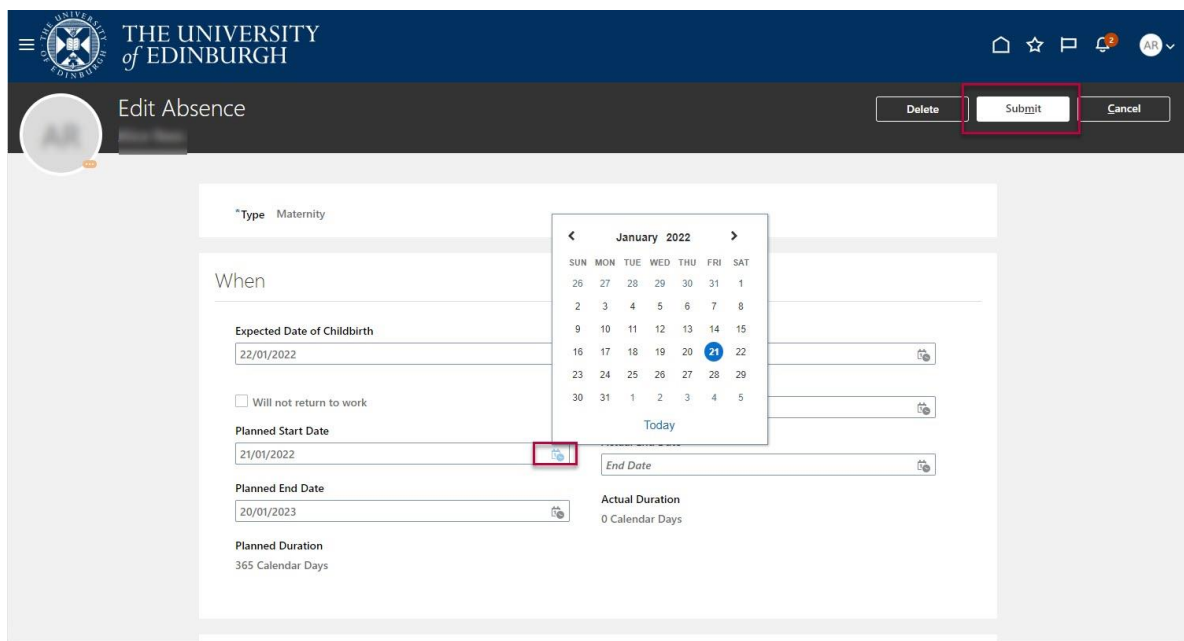 THE UNIVERSITY
of EDINBURGH
2
AR
Edit Absence
Delete
Submit
Cancel
*Type Maternity
January 2022
SUN MON TUE WED THU FRI SAT
26 27 28 29 30 31 1
2 3 4 5 6 7 8
9 10 11 12 13 14 15
16 17 18 19 20 21 22
23 24 25 26 27 28 29
30 31 1 2 3 4 5
Today
When
Expected Date of Childbirth
22/01/2022
Will not return to work
Planned Start Date
21/01/2022
Planned End Date
20/01/2023
Planned Duration
365 Calendar Days
End Date
Actual Duration
0 Calendar Days